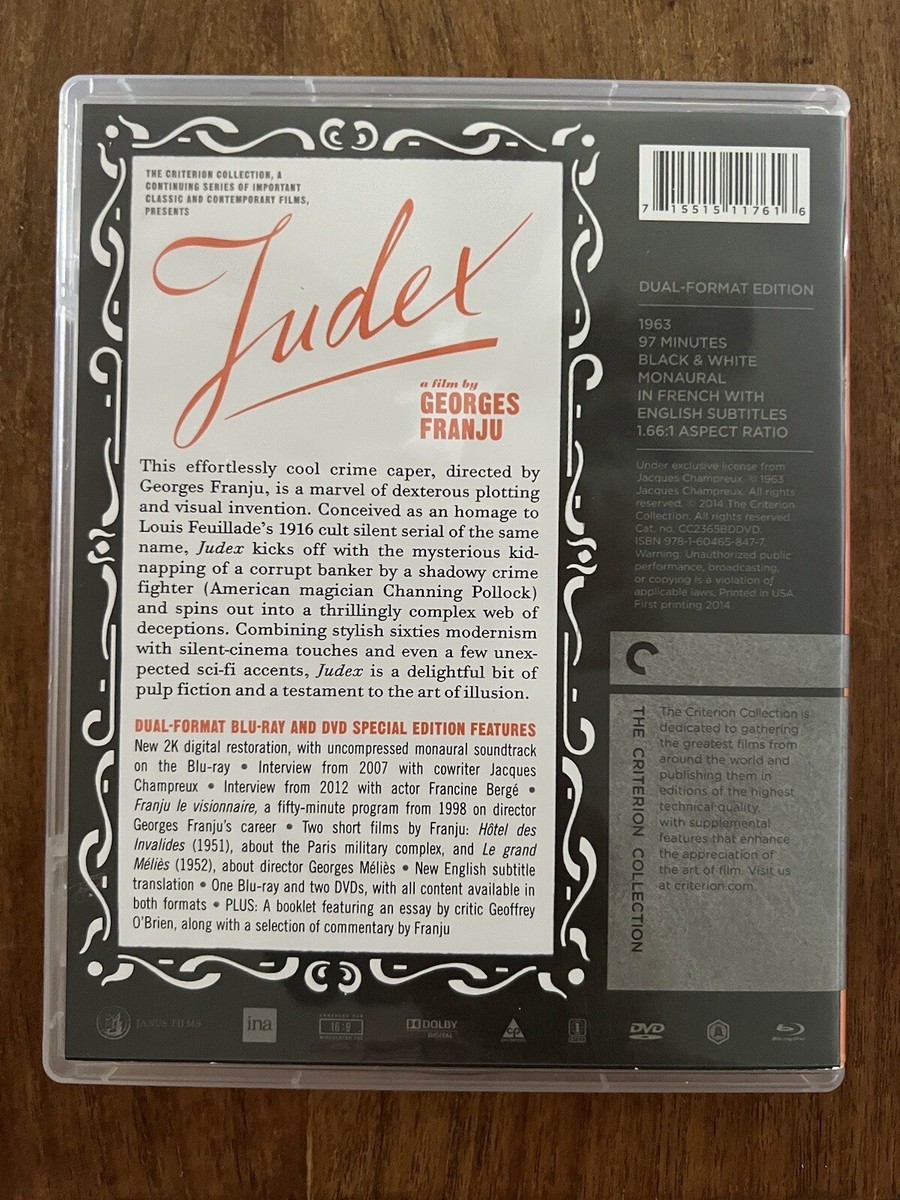 THE CRITERION COLLECTION, A
CONTINUING SERIES OF IMPORTANT
CLASSIC AND CONTEMPORARY FILMS,
PRESENTS
Judex
a film by
GEORGES
FRANJU
This effortlessly cool crime caper, directed by
Georges Franju, is a marvel of dexterous plotting
and visual invention. Conceived as an homage to
Louis Feuillade's 1916 cult silent serial of the same
name, Judex kicks off with the mysterious kid-
napping of a corrupt banker by a shadowy crime
fighter (American magician Channing Pollock)
and spins out into a thrillingly complex web of
deceptions. Combining stylish sixties modernism
with silent-cinema touches and even a few unex-
pected sci-fi accents, Judex is a delightful bit of
pulp fiction and a testament to the art of illusion.
DUAL-FORMAT BLU-RAY AND DVD SPECIAL EDITION FEATURES
New 2K digital restoration, with uncompressed monaural soundtrack
on the Blu-ray • Interview from 2007 with cowriter Jacques
Champreux • Interview from 2012 with actor Francine Bergé •
Franju le visionnaire, a fifty-minute program from 1998 on director
Georges Franju's career • Two short films by Franju: Hôtel des
Invalides (1951), about the Paris military complex, and Le grand
Méliès (1952), about director Georges Méliès • New English subtitle
translation • One Blu-ray and two DVDs, with all content available in
both formats • PLUS: A booklet featuring an essay by critic Geoffrey
O'Brien, along with a selection of commentary by Franju
7 15515 11761 6
DUAL-FORMAT EDITION
1963
97 MINUTES
BLACK & WHITE
MONAURAL
IN FRENCH WITH
ENGLISH SUBTITLES
1.66:1 ASPECT RATIO
Under exclusive license from
Jacques Champreux. © 1963
Jacques Champreux. All rights
reserved. © 2014 The Criterion
Collection. All rights reserved.
Cat. no. CC2365BDDVD.
ISBN 978-1-60465-847-7.
Warning: Unauthorized public
performance, broadcasting,
or copying is a violation of
applicable laws. Printed in USA.
First printing 2014.
THE CRITERION COLLECTION
The Criterion Collection is
dedicated to gathering
the greatest films from
around the world and
publishing them in
editions of the highest
technical quality,
with supplemental
features that enhance
the appreciation of
the art of film. Visit us
at criterion.com.
JANUS FILMS
ina
16:9
DOLBY
DIGITAL
DVD
Blu-ray Disc